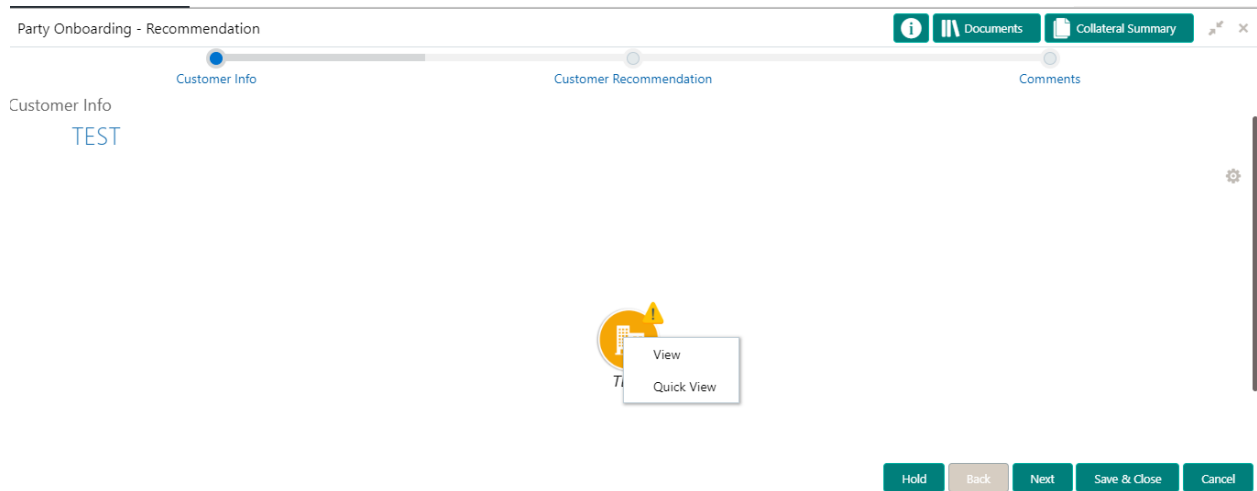 Party Onboarding - Recommendation
Documents
Collateral Summary
Customer Info
Customer Recommendation
Comments
Customer Info
TEST
View
Quick View
Hold
Back
Next
Save & Close
Cancel